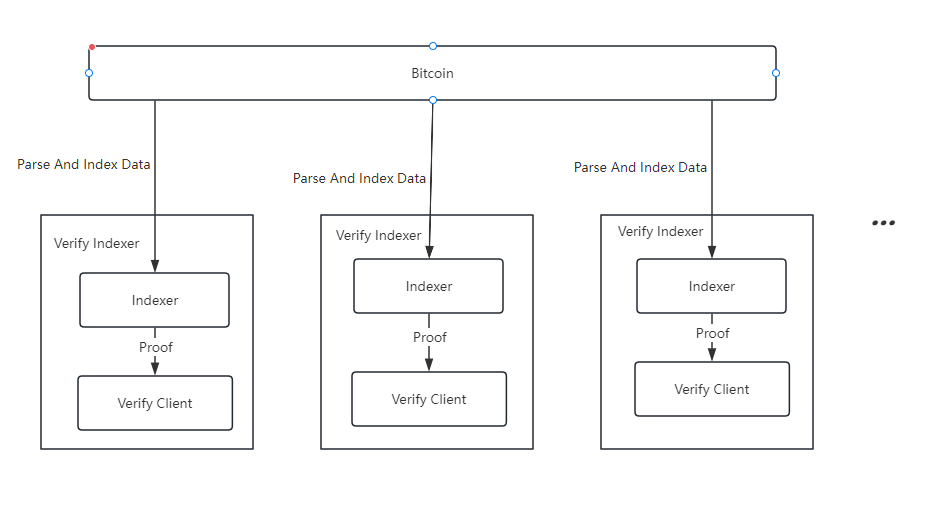 Bitcoin
Parse And Index Data
Parse And Index Data
Parse And Index Data
Verify Indexer
Indexer
Proof
Verify Client
Verify Indexer
Indexer
Proof
Verify Client
Verify Indexer
Indexer
Proof
Verify Client
...